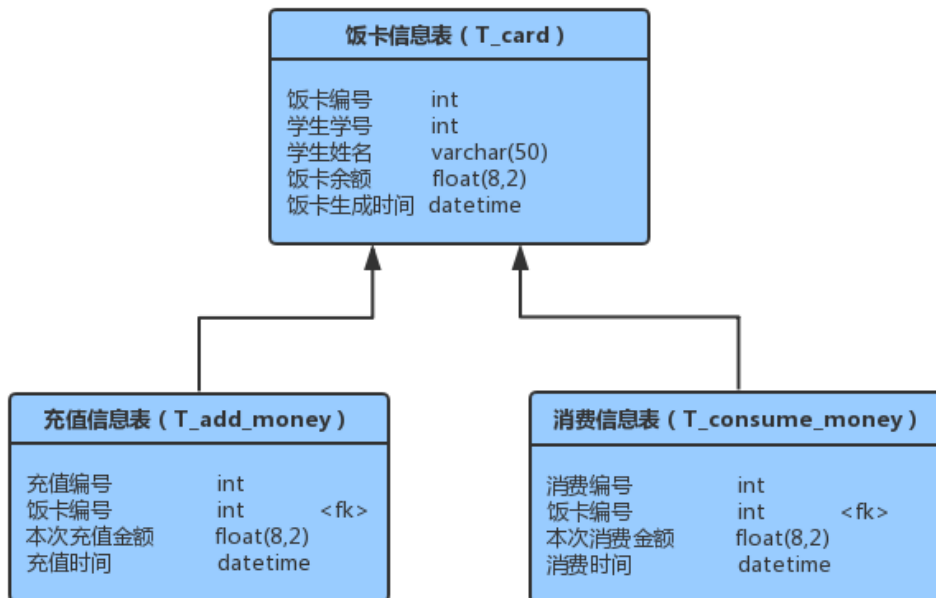 饭卡信息表（T_card）
饭卡编号 int
学生学号 int
学生姓名 varchar(50)
饭卡余额 float(8,2)
饭卡生成时间 datetime
充值信息表（T_add_money）
充值编号 int
饭卡编号 int <fk>
本次充值金额 float(8,2)
充值时间 datetime
消费信息表（T_consume_money）
消费编号 int
饭卡编号 int <fk>
本次消费金额 float(8,2)
消费时间 datetime